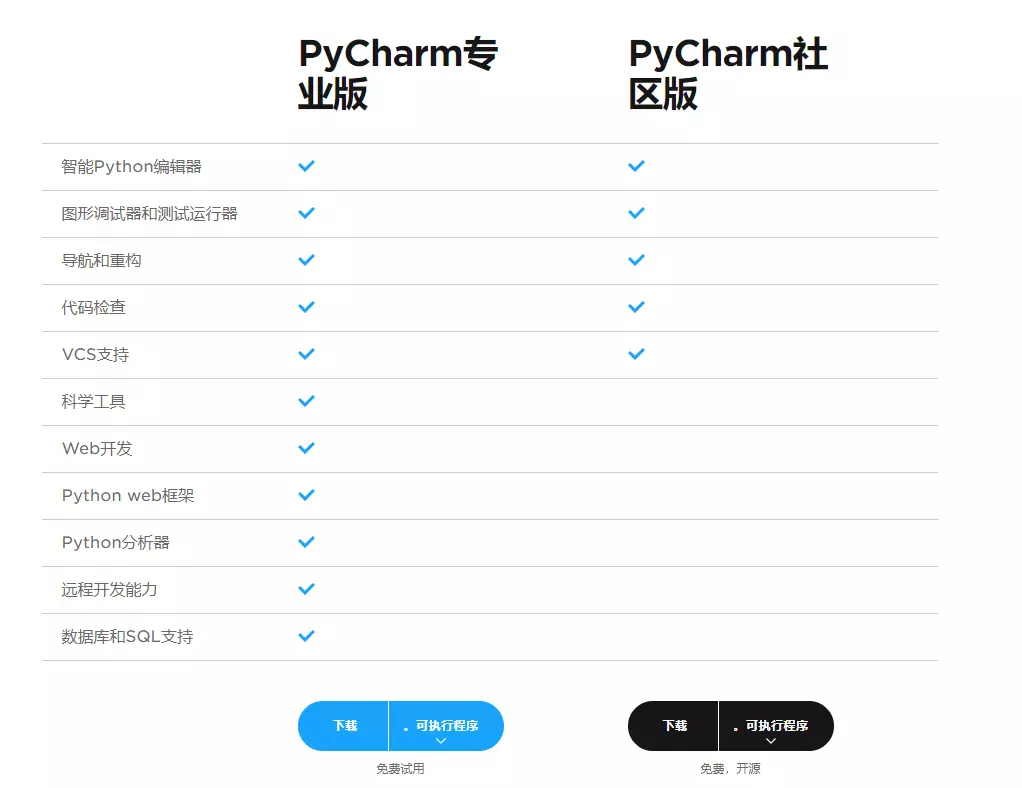 PyCharm专
业版
PyCharm社
区版
智能Python编辑器
图形调试器和测试运行器
导航和重构
代码检查
VCS支持
科学工具
Web开发
Python web框架
Python分析器
远程开发能力
数据库和SQL支持
下载
。可执行程序
下载
。可执行程序
免费试用
免费，开源